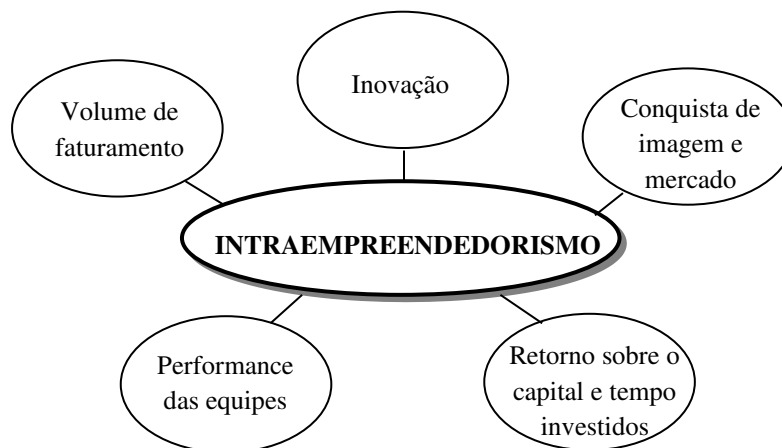 Inovação
Volume de
faturamento
Conquista de
imagem e
mercado
INTRAEMPREENDEDORISMO
Performance
das equipes
Retorno sobre o
capital e tempo
investidos